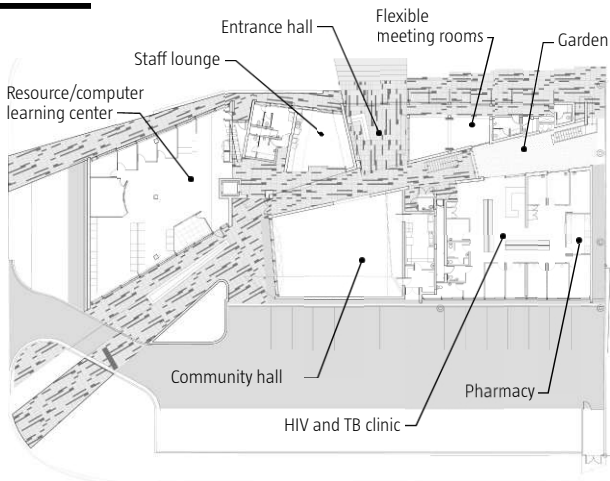 Flexible
meeting rooms
Entrance hall
Garden
Staff lounge
Resource/computer
learning center
Community hall
Pharmacy
HIV and TB clinic